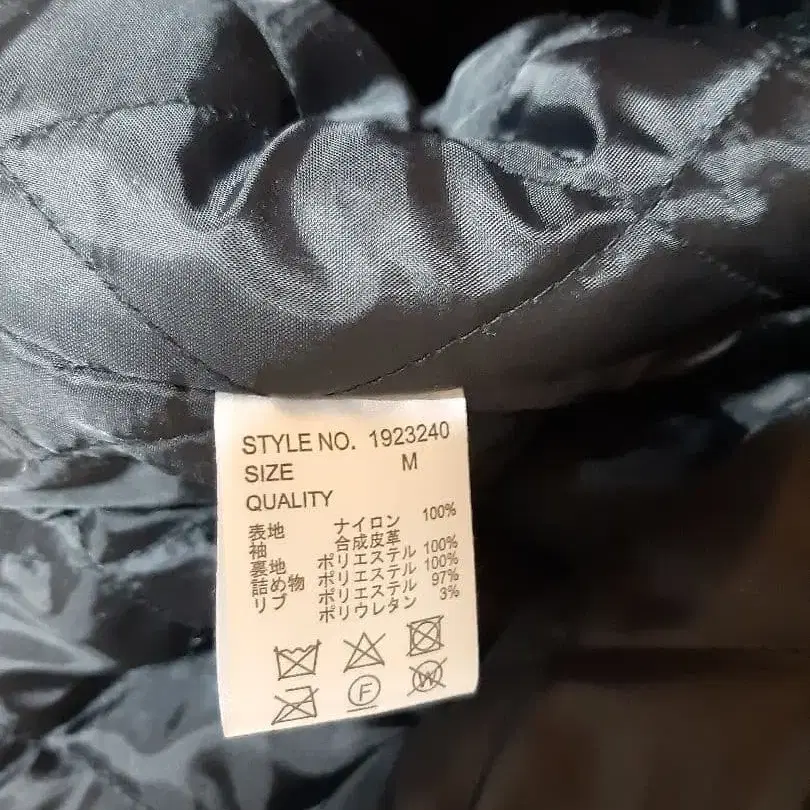 STYLE NO. 1923240
SIZE M
QUALITY
表地 ナイロン 100%
袖 合成皮革
裏地 ポリエステル 100%
詰め物 ポリエステル 100%
リブ ポリエステル 97%
ポリウレタン 3%
F W